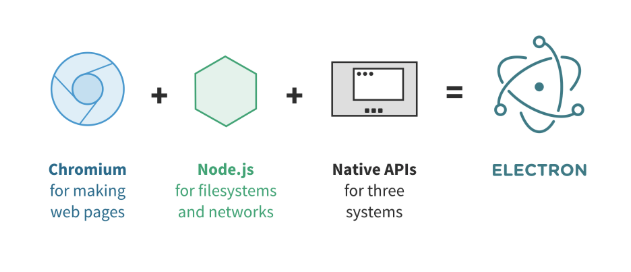 + + =
Chromium
for making
web pages
Node.js
for filesystems
and networks
Native APIs
for three
systems
ELECTRON